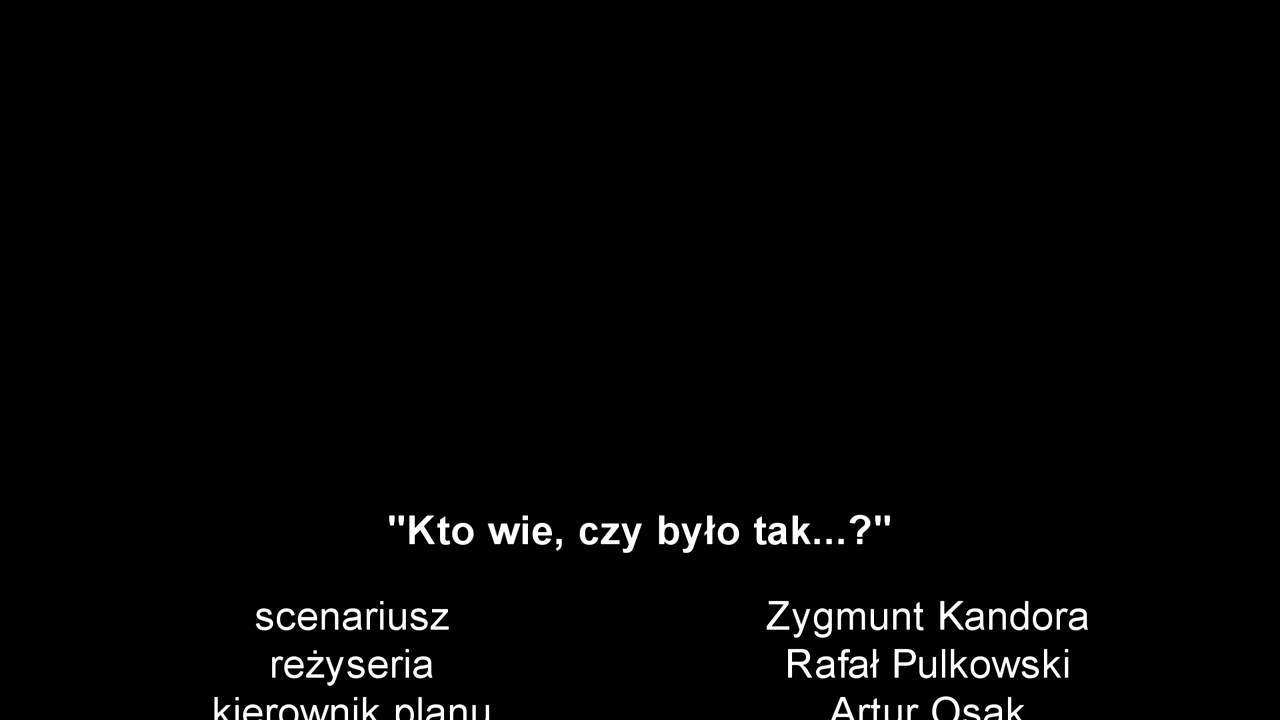 "Kto wie, czy było tak...?"
scenariusz Zygmunt Kandora
reżyseria Rafał Pulkowski
kierownik planu Artur Osak